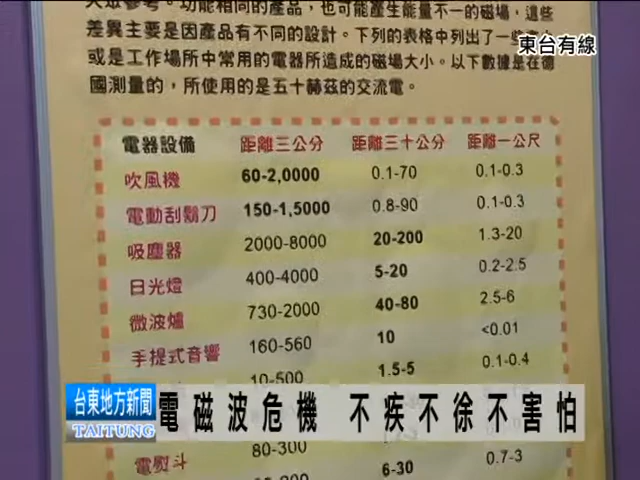 大眾參考。功能相同的產品，也可能產生能量不一的磁場，這些
差異主要是因產品有不同的設計。下列的表格中列出了一些
東台有線
或是工作場所中常用的電器所造成的磁場大小。以下數據是在德
國測量的，所使用的是五十赫茲的交流電。
電器設備 距離三公分 距離三十公分 距離一公尺
吹風機 60-2,0000 0.1-70 0.1-0.3
電動刮鬍刀 150-1,5000 0.8-90 0.1-0.3
吸塵器 2000-8000 20-200 1.3-20
日光燈 400-4000 5-20 0.2-2.5
微波爐 730-2000 40-80 2.5-6
手提式音響 160-560 10 <0.01
10-500 1.5-5 0.1-0.4
台東地方新聞
TAITUNG
電磁波危機 不疾不徐不害怕
80-300
電熨斗 6-30 0.7-3